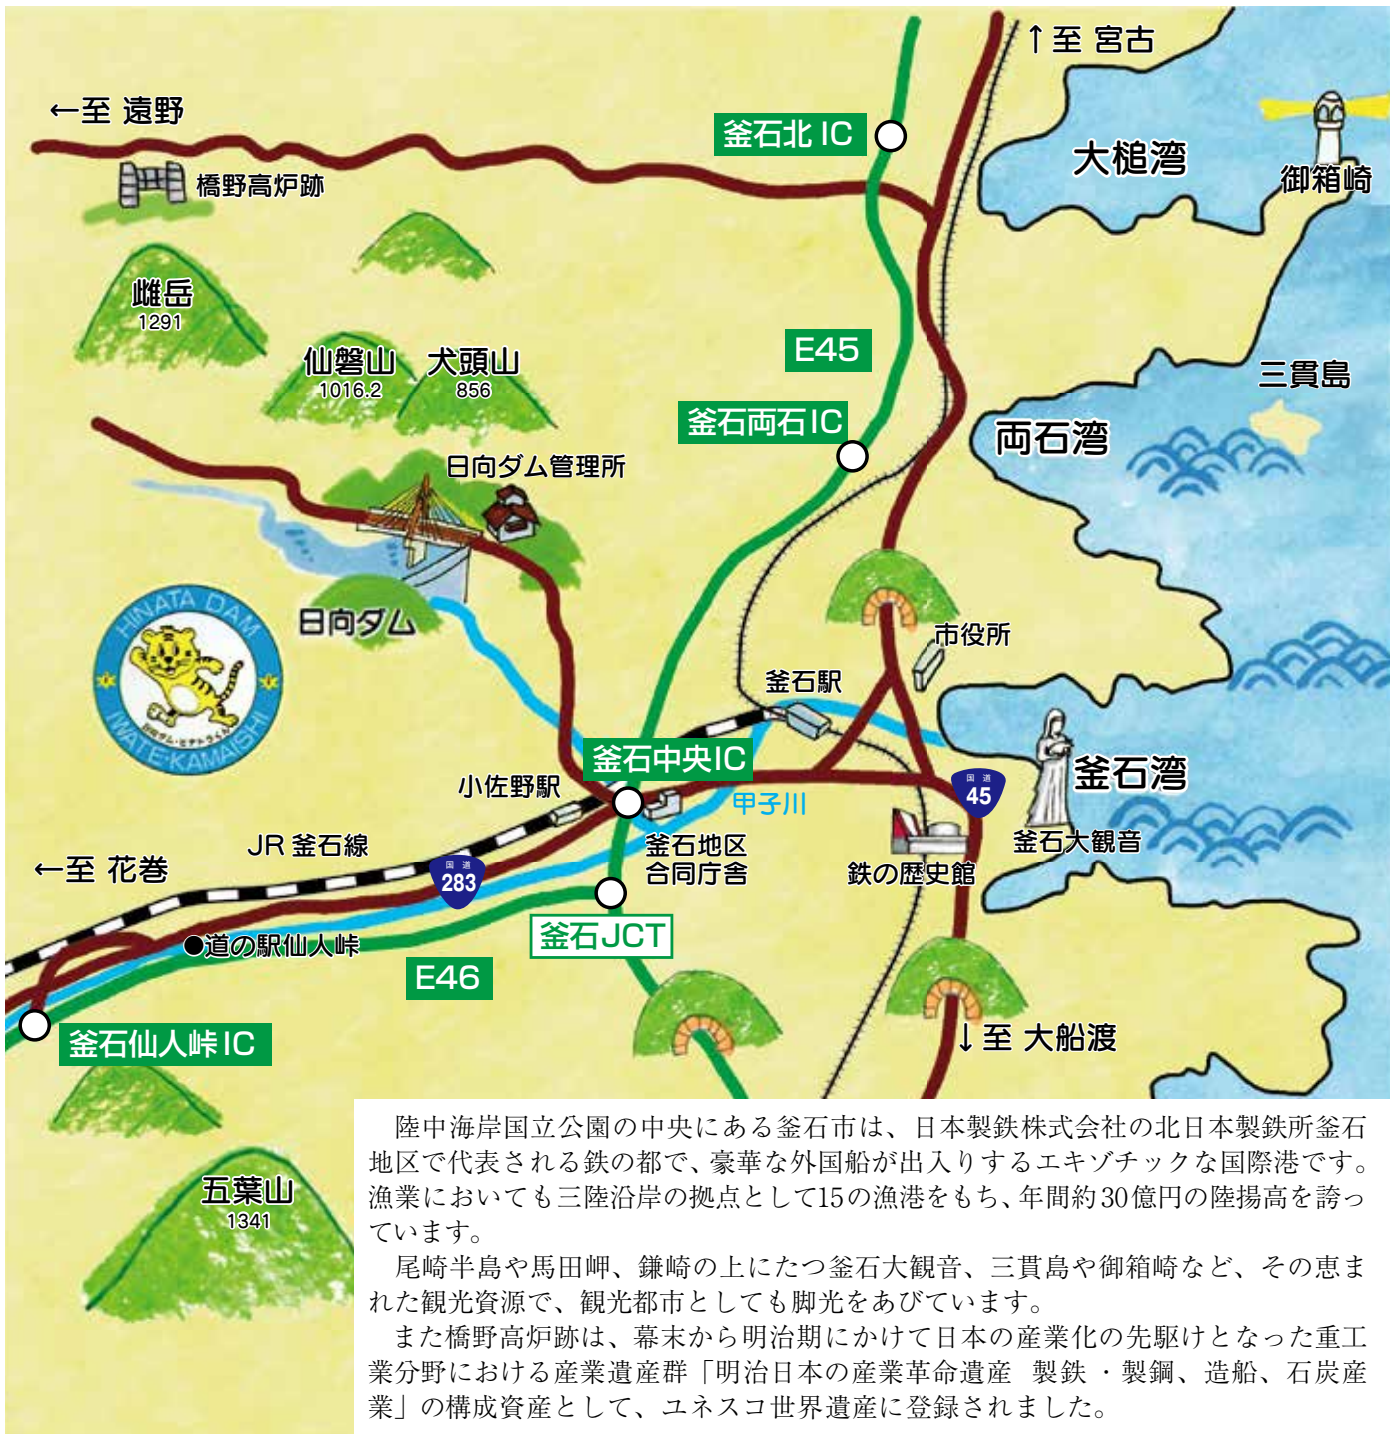 ↑至 宮古
←至 遠野
釜石北 IC
大槌湾
御箱崎
橋野高炉跡
雌岳
1291
仙磐山
1016.2
犬頭山
856
E45
三貫島
釜石両石IC
両石湾
日向ダム管理所
日向ダム
HINATA DAM
日向ダム・ヒナトラくん
IWATE・KAMAISHI
市役所
釜石駅
釜石中央IC
釜石湾
小佐野駅
甲子川
国道
45
釜石大観音
JR 釜石線
釜石地区
合同庁舎
鉄の歴史館
←至 花巻
国道
283
釜石JCT
●道の駅仙人峠
E46
釜石仙人峠IC
↓至 大船渡
五葉山
1341
陸中海岸国立公園の中央にある釜石市は、日本製鉄株式会社の北日本製鉄所釜石
地区で代表される鉄の都で、豪華な外国船が出入りするエキゾチックな国際港です。
漁業においても三陸沿岸の拠点として15の漁港をもち、年間約30億円の陸揚高を誇っ
ています。
尾崎半島や馬田岬、鎌崎の上にたつ釜石大観音、三貫島や御箱崎など、その恵ま
れた観光資源で、観光都市としても脚光をあびています。
また橋野高炉跡は、幕末から明治期にかけて日本の産業化の先駆けとなった重工
業分野における産業遺産群「明治日本の産業革命遺産 製鉄・製鋼、造船、石炭産
業」の構成資産として、ユネスコ世界遺産に登録されました。